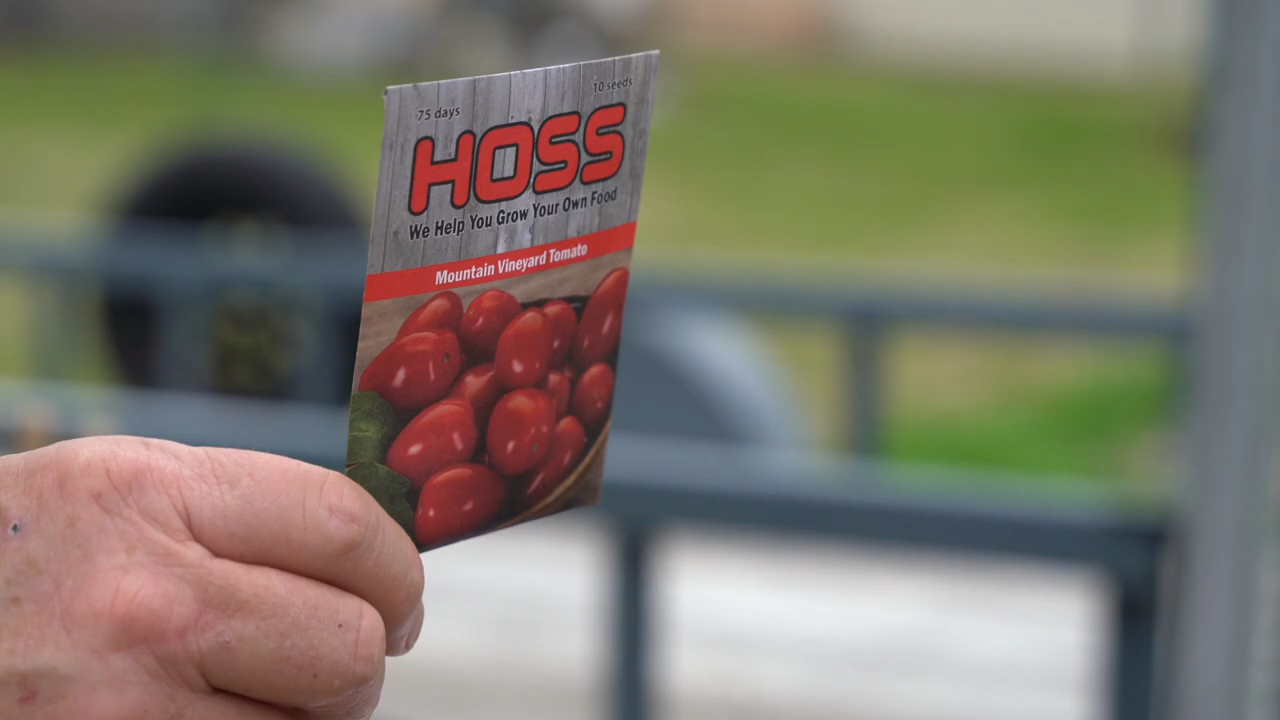 75 days
10 seeds
HOSS
We Help You Grow Your Own Food
Mountain Vineyard Tomato